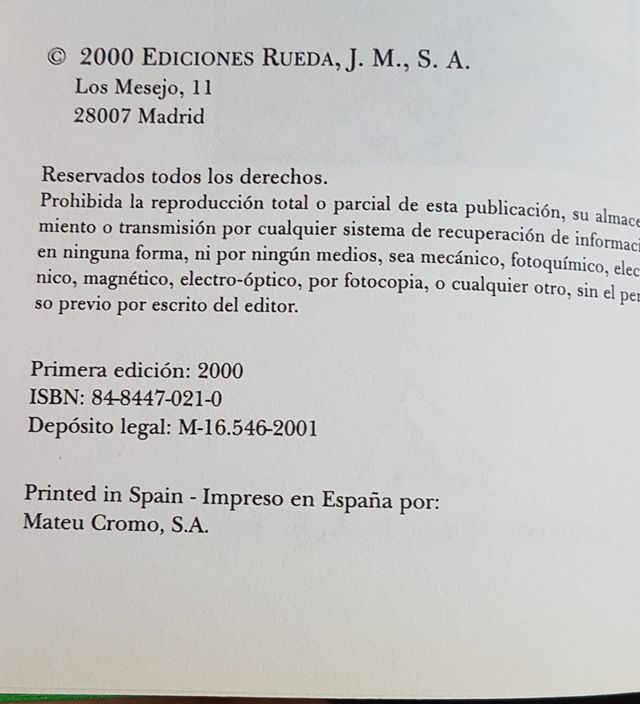 © 2000 EDICIONES RUEDA, J. M., S. A.
Los Mesejo, 11
28007 Madrid
Reservados todos los derechos.
Prohibida la reproducción total o parcial de esta publicación, su almace
miento o transmisión por cualquier sistema de recuperación de informaci
en ninguna forma, ni por ningún medios, sea mecánico, fotoquímico, elec
nico, magnético, electro-óptico, por fotocopia, o cualquier otro, sin el per
so previo por escrito del editor.
Primera edición: 2000
ISBN: 84-8447-021-0
Depósito legal: M-16.546-2001
Printed in Spain - Impreso en España por:
Mateu Cromo, S.A.